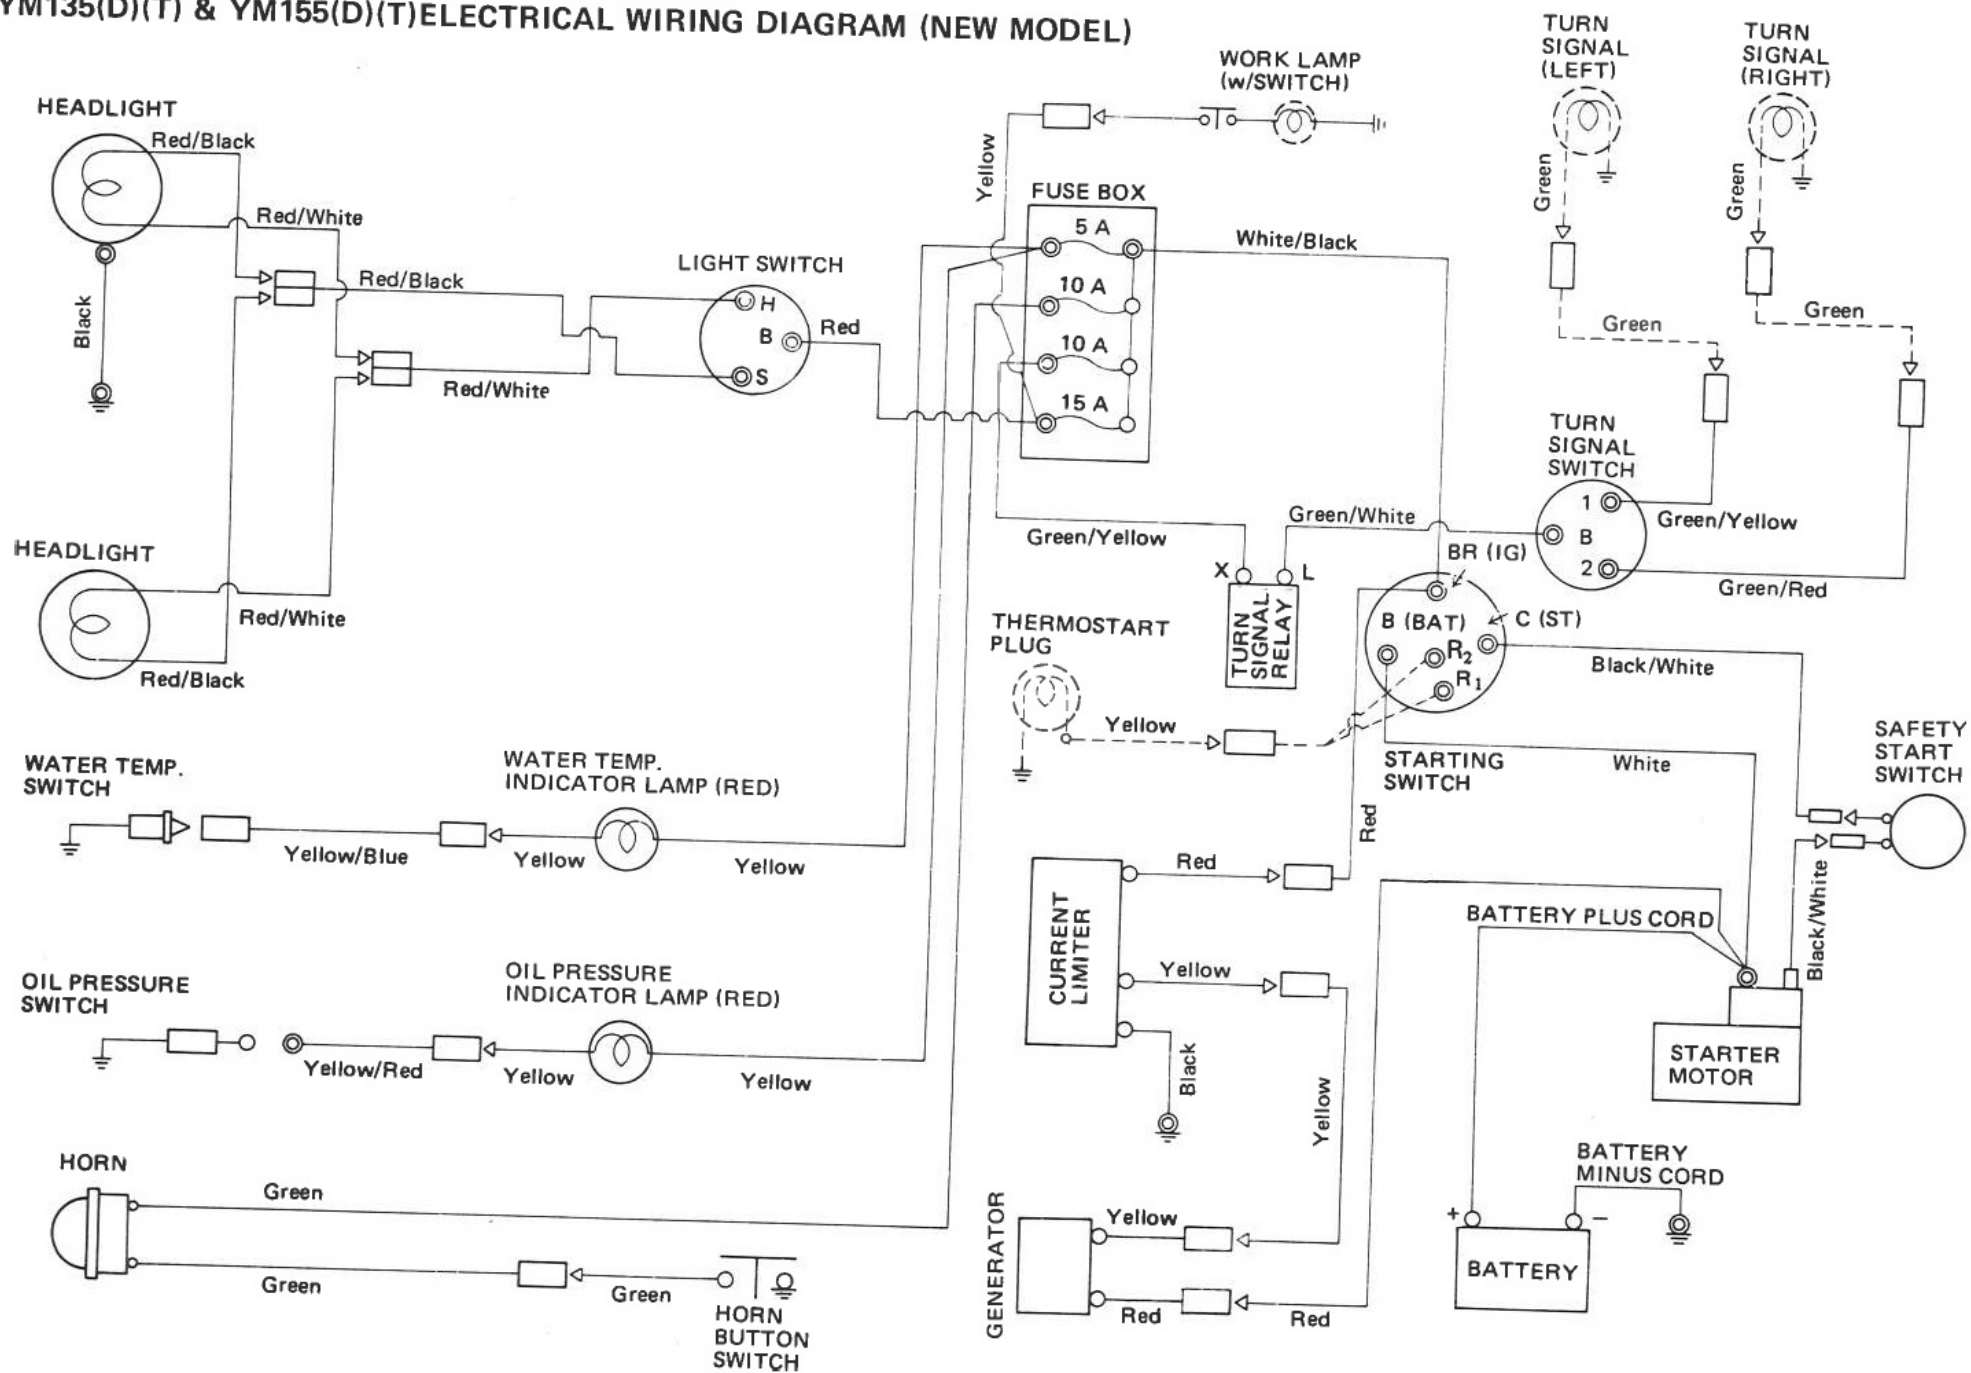 YM135(D)(T) & YM155(D)(T)ELECTRICAL WIRING DIAGRAM (NEW MODEL)
HEADLIGHT
Red/Black
Red/White
Black
Red/Black
Red/White
LIGHT SWITCH
H
B
S
Red
HEADLIGHT
Red/White
Red/Black
WORK LAMP
(w/SWITCH)
Yellow
FUSE BOX
5 A
10 A
10 A
15 A
White/Black
TURN
SIGNAL
(LEFT)
Green
Green
TURN
SIGNAL
(RIGHT)
Green
Green
TURN
SIGNAL
SWITCH
1
B
2
Green/Yellow
Green/Red
Green/White
Green/Yellow
X
L
TURN
SIGNAL
RELAY
BR (IG)
B (BAT)
C (ST)
R2
R1
STARTING
SWITCH
Black/White
White
THERMOSTART
PLUG
Yellow
SAFETY
START
SWITCH
Black/White
WATER TEMP.
SWITCH
Yellow/Blue
WATER TEMP.
INDICATOR LAMP (RED)
Yellow
Yellow
OIL PRESSURE
SWITCH
Yellow/Red
OIL PRESSURE
INDICATOR LAMP (RED)
Yellow
Yellow
HORN
Green
Green
Green
HORN
BUTTON
SWITCH
CURRENT
LIMITER
Red
Red
Yellow
Yellow
Black
GENERATOR
Yellow
Red
Red
BATTERY PLUS CORD
STARTER
MOTOR
BATTERY
MINUS CORD
+
−
BATTERY